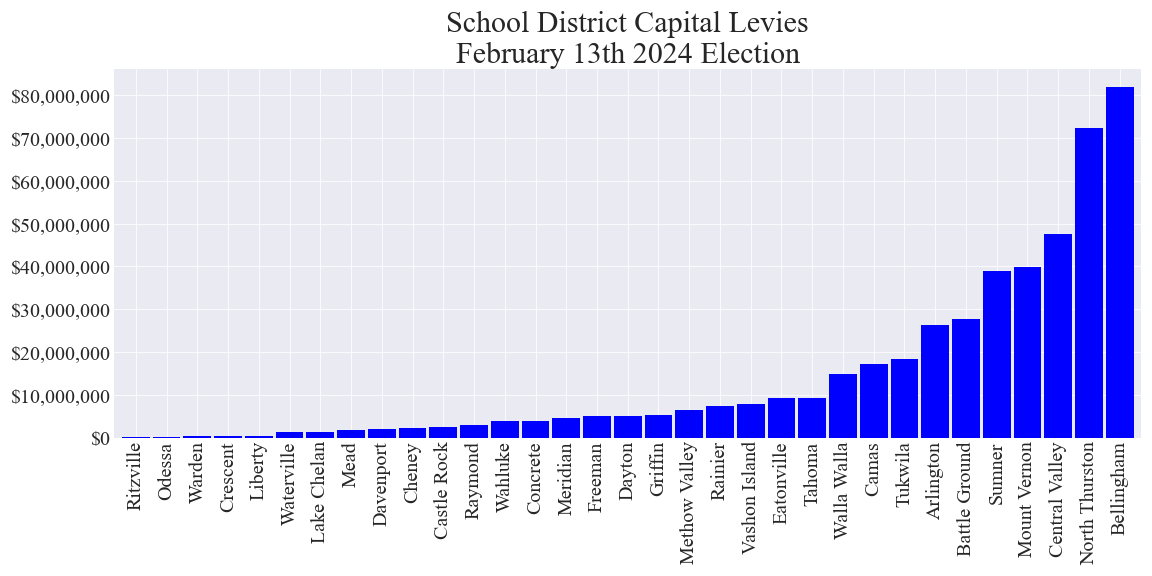 School District Capital Levies
February 13th 2024 Election
$80,000,000
$70,000,000
$60,000,000
$50,000,000
$40,000,000
$30,000,000
$20,000,000
$10,000,000
$0
Ritzville
Odessa
Warden
Crescent
Liberty
Waterville
Lake Chelan
Mead
Davenport
Cheney
Castle Rock
Raymond
Wahluke
Concrete
Meridian
Freeman
Dayton
Griffin
Methow Valley
Rainier
Vashon Island
Eatonville
Tahoma
Walla Walla
Camas
Tukwila
Arlington
Battle Ground
Sumner
Mount Vernon
Central Valley
North Thurston
Bellingham